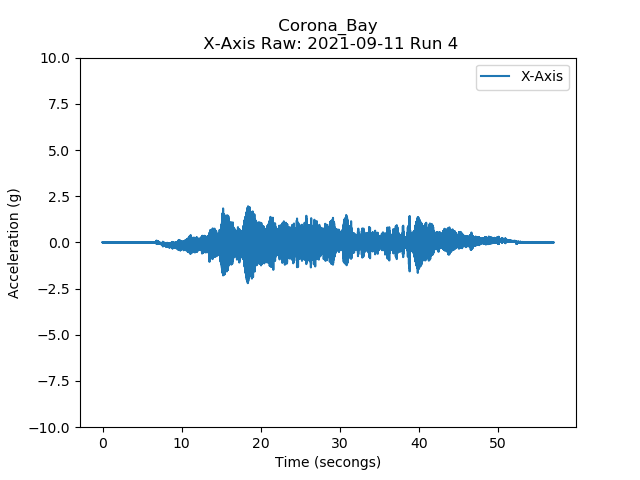 Corona_Bay
X-Axis Raw: 2021-09-11 Run 4
X-Axis
10.0
7.5
5.0
2.5
0.0
−2.5
−5.0
−7.5
−10.0
Acceleration (g)
0 10 20 30 40 50
Time (secongs)